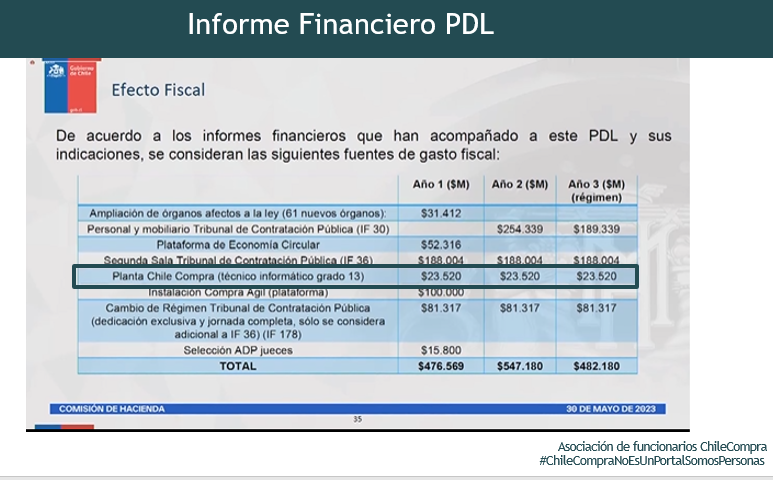 Informe Financiero PDL
Gobierno
de Chile
gob.cl
Efecto Fiscal
De acuerdo a los informes financieros que han acompañado a este PDL y sus
indicaciones, se consideran las siguientes fuentes de gasto fiscal:
Año 1 ($M) Año 2 ($M) Año 3 ($M)
(régimen)
Ampliación de órganos afectos a la ley (61 nuevos órganos): $31.412
Personal y mobiliario Tribunal de Contratación Pública (IF 30) $254.339 $189.339
Plataforma de Economía Circular $52.316
Segunda Sala Tribunal de Contratación Pública (IF 36) $188.004 $188.004 $188.004
Planta Chile Compra (técnico informático grado 13) $23.520 $23.520 $23.520
Instalación Compra Ágil (plataforma) $100.000
Cambio de Régimen Tribunal de Contratación Pública $81.317 $81.317 $81.317
(dedicación exclusiva y jornada completa, sólo se considera
adicional a IF 36) (IF 178)
Selección ADP jueces $15.800
TOTAL $476.569 $547.180 $482.180
COMISIÓN DE HACIENDA 30 DE MAYO DE 2023
35
Asociación de funcionarios ChileCompra
#ChileCompraNoEsUnPortalSomosPersonas